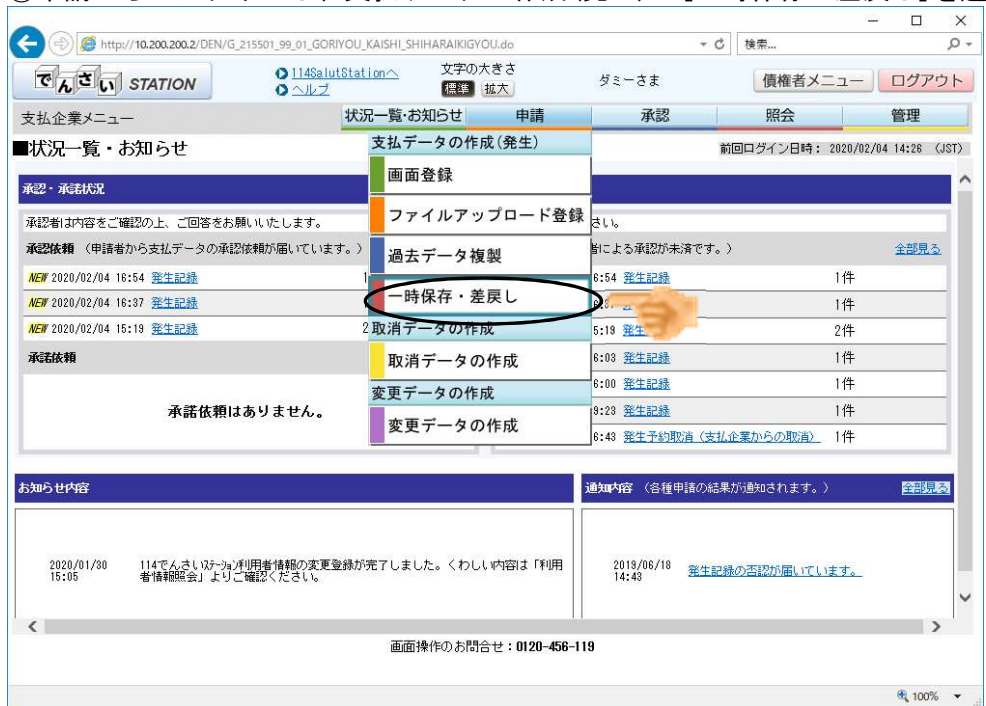 http://10.200.200.2/DEN/G_215501_99_01_GORIYOU_KAISHI_SHIHARAIKIGYOU.do
検索...
でんさい STATION
114SalutStationへ
ヘルプ
文字の大きさ
標準 拡大
ダミーさま
債権者メニュー
ログアウト
支払企業メニュー
状況一覧・お知らせ 申請 承認 照会 管理
■状況一覧・お知らせ
前回ログイン日時: 2020/02/04 14:26 (JST)
支払データの作成(発生)
画面登録
ファイルアップロード登録
過去データ複製
一時保存・差戻し
取消データの作成
取消データの作成
変更データの作成
変更データの作成
承認・承諾状況
承認者は内容をご確認の上、ご回答をお願いいたします。
さい。
承認依頼 (申請者から支払データの承認依頼が届いています。)
による承認が未済です。)
全部見る
NEW 2020/02/04 16:54 発生記録
6:54 発生記録 1件
NEW 2020/02/04 16:37 発生記録
1件
NEW 2020/02/04 15:19 発生記録 2
5:19 発生 2件
承諾依頼
6:03 発生記録 1件
6:00 発生記録 1件
承諾依頼はありません。
9:23 発生記録 1件
6:43 発生予約取消(支払企業からの取消) 1件
お知らせ内容
通知内容 (各種申請の結果が通知されます。)
全部見る
2020/01/30
15:05
114でんさいステーション利用者情報の変更登録が完了しました。くわしい内容は「利用
者情報照会」よりご確認ください。
2019/06/18
14:43
発生記録の否認が届いています。
画面操作のお問合せ:0120-456-119
100%